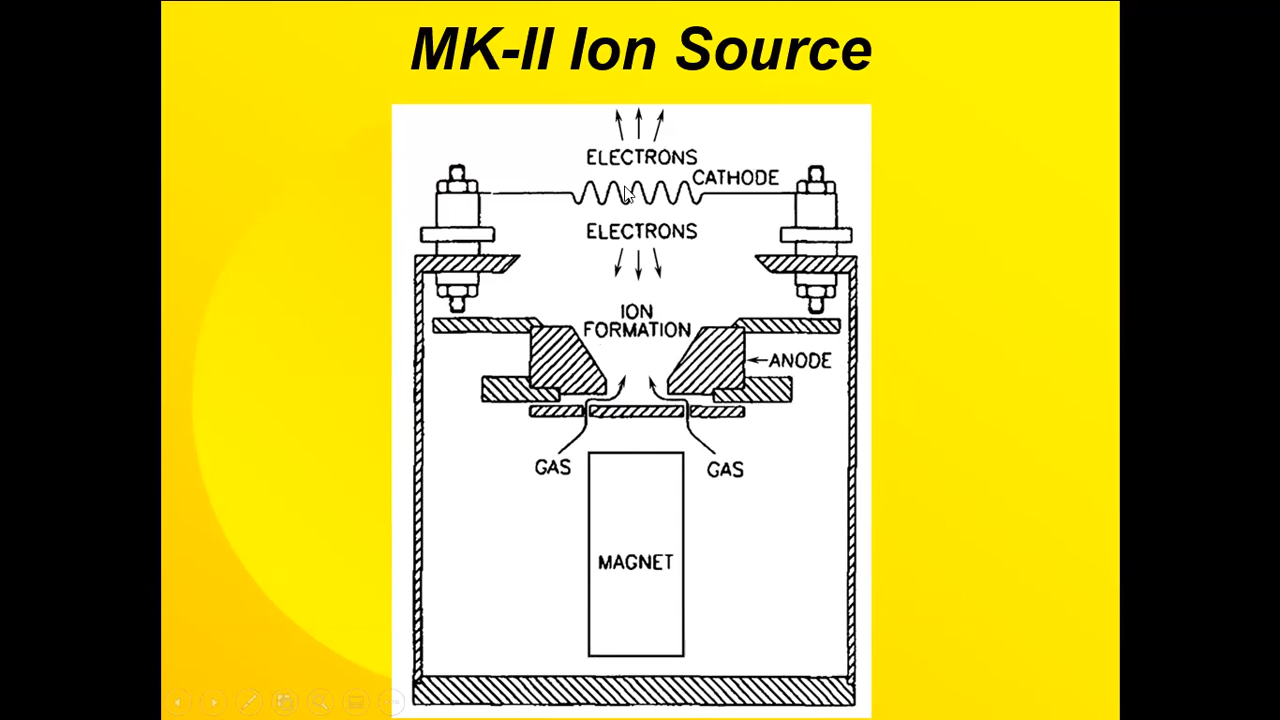 MK-II Ion Source
ELECTRONS
CATHODE
ELECTRONS
ION
FORMATION
ANODE
GAS
GAS
MAGNET